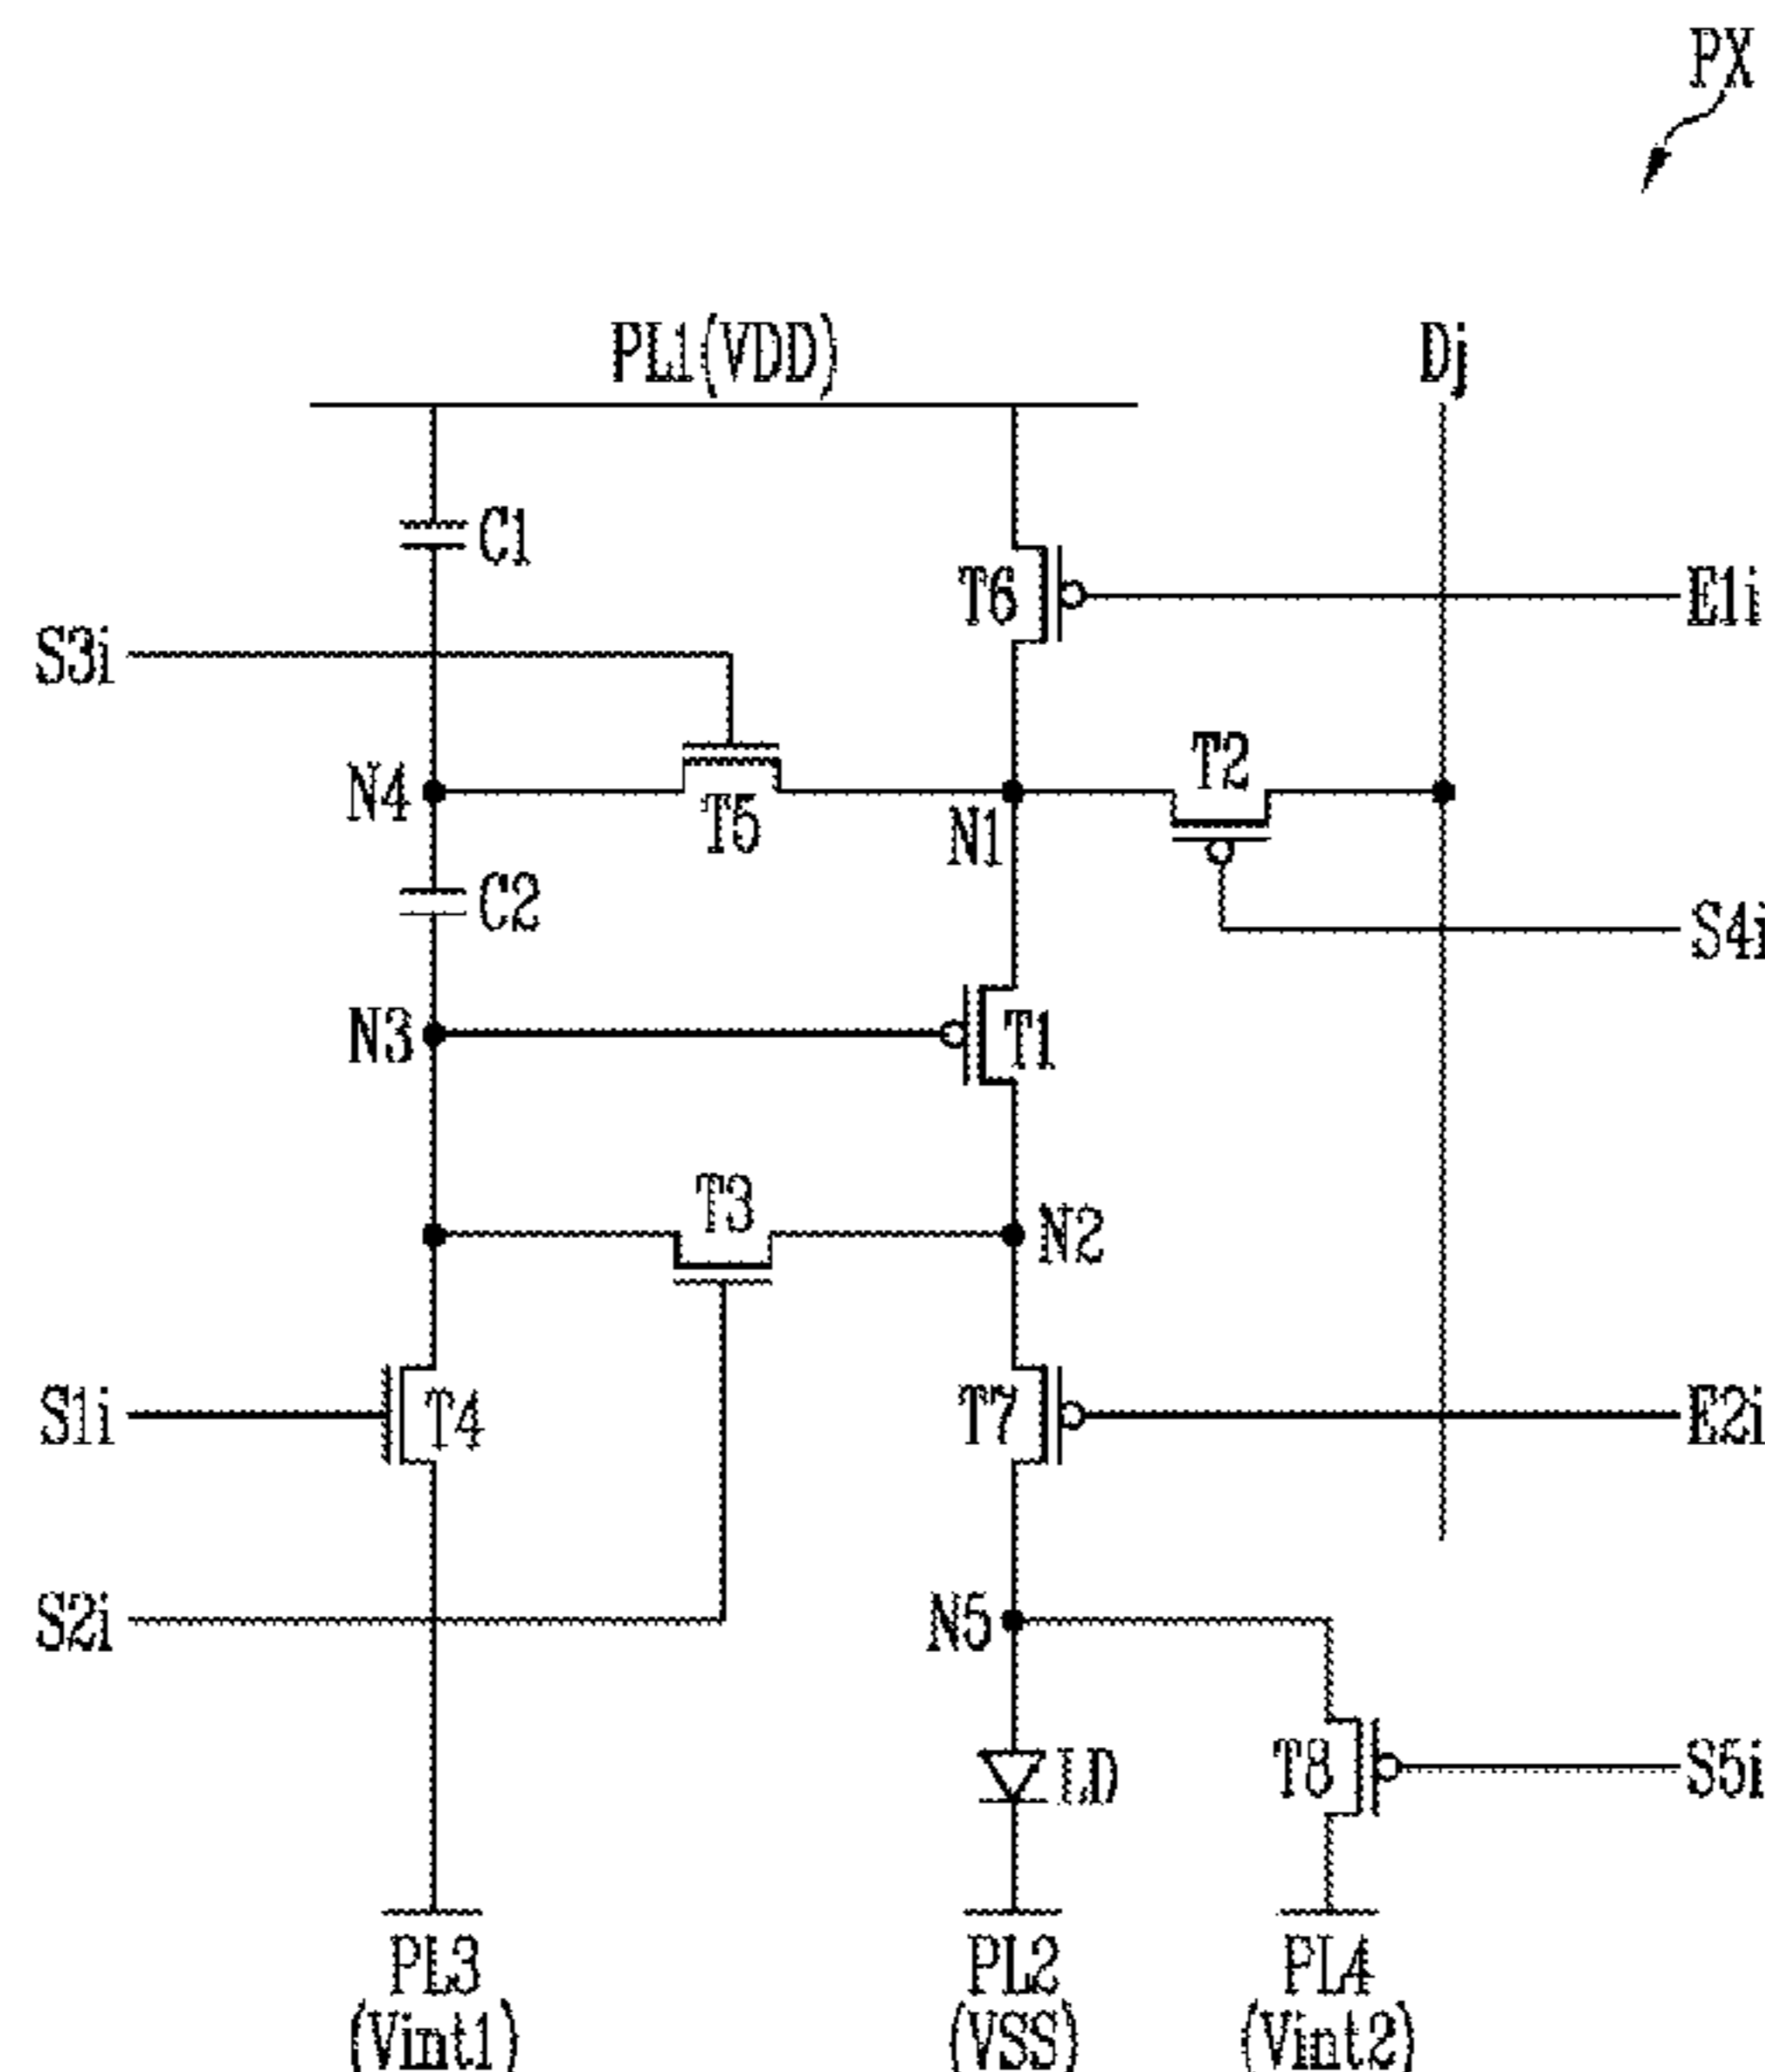 PX
PL1(VDD)
Dj
C1
T6
E1i
S3i
T2
N4
T5
N1
C2
S4i
N3
T1
T3
N2
S1i
T4
T7
E2i
S2i
N5
LD
T8
S5i
PL3
(Vint1)
PL2
(VSS)
PL4
(Vint2)